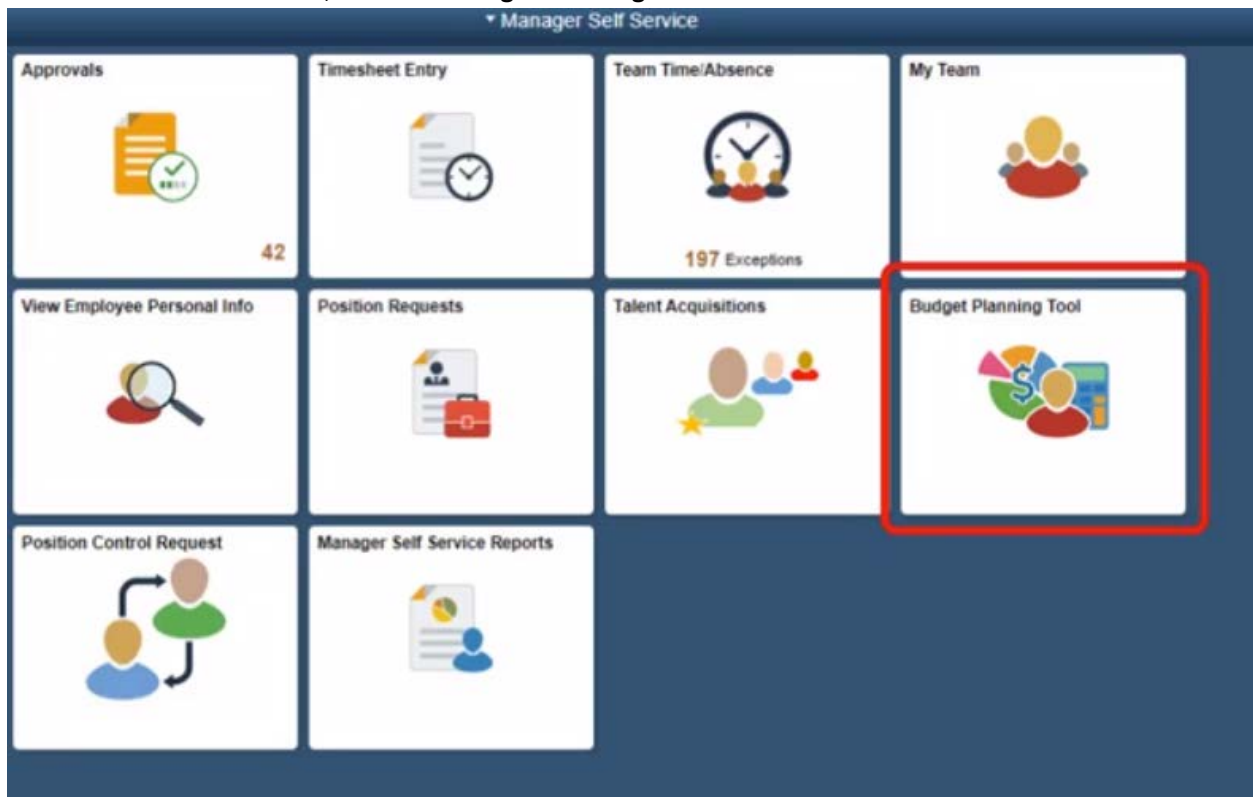 ▾ Manager Self Service
Approvals
Timesheet Entry
Team Time/Absence
My Team
42
197 Exceptions
View Employee Personal Info
Position Requests
Talent Acquisitions
Budget Planning Tool
$
Position Control Request
Manager Self Service Reports